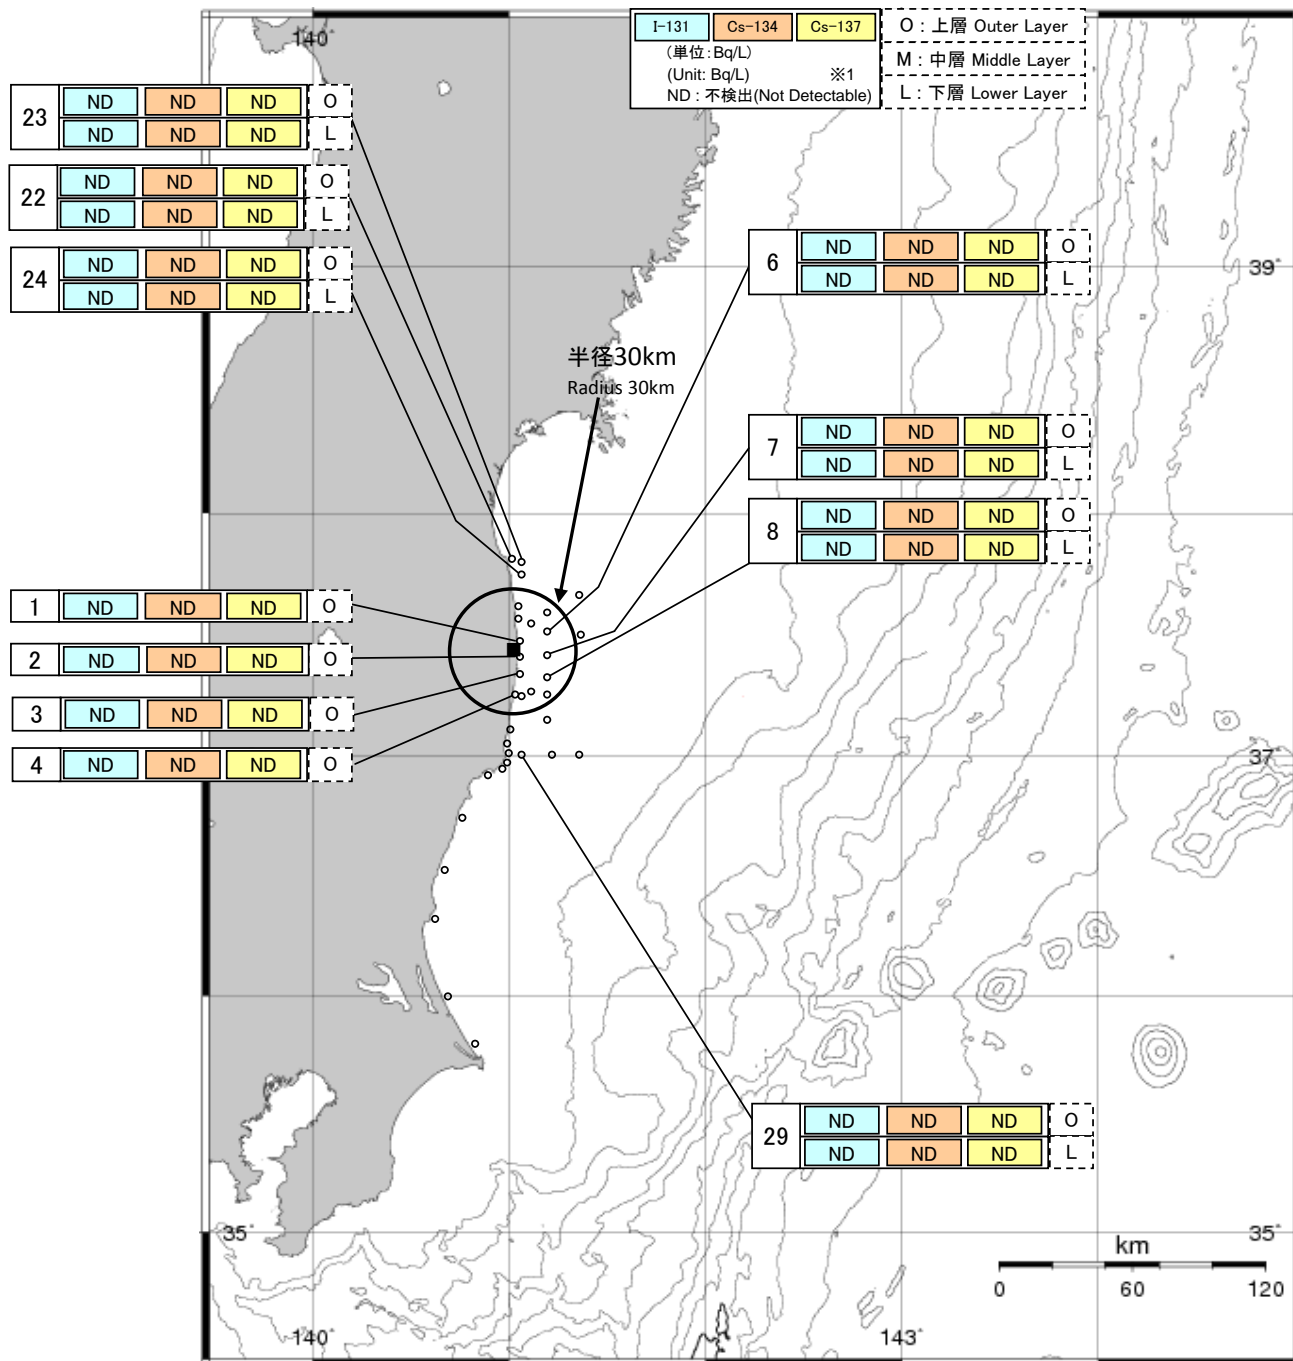 140°
I-131 Cs-134 Cs-137
(単位:Bq/L)
(Unit: Bq/L) ※1
ND : 不検出(Not Detectable)
O : 上層 Outer Layer
M : 中層 Middle Layer
L : 下層 Lower Layer
23
ND ND ND O
ND ND ND L
22
ND ND ND O
ND ND ND L
24
ND ND ND O
ND ND ND L
6
ND ND ND O
ND ND ND L
39°
半径30km
Radius 30km
7
ND ND ND O
ND ND ND L
8
ND ND ND O
ND ND ND L
1 ND ND ND O
2 ND ND ND O
3 ND ND ND O
4 ND ND ND O
37°
29
ND ND ND O
ND ND ND L
35°
35°
km
0 60 120
140°
143°